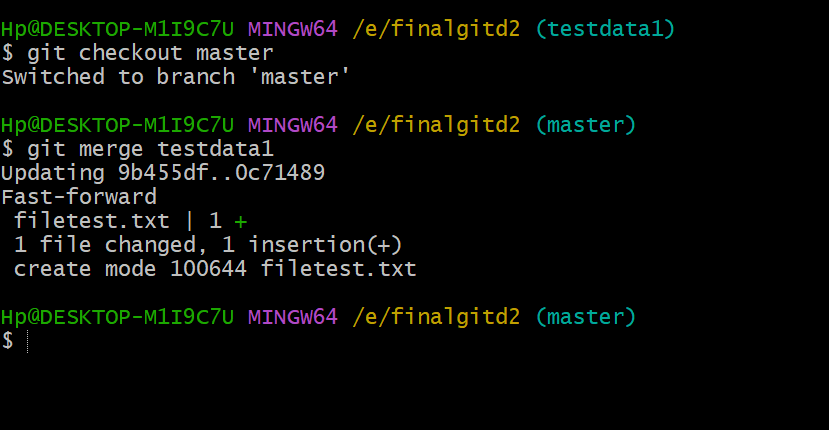 Hp@DESKTOP-M1I9C7U MINGW64 /e/finalgitd2 (testdata1)
$ git checkout master
Switched to branch 'master'
Hp@DESKTOP-M1I9C7U MINGW64 /e/finalgitd2 (master)
$ git merge testdata1
Updating 9b455df..0c71489
Fast-forward
 filetest.txt | 1 +
 1 file changed, 1 insertion(+)
 create mode 100644 filetest.txt
Hp@DESKTOP-M1I9C7U MINGW64 /e/finalgitd2 (master)
$